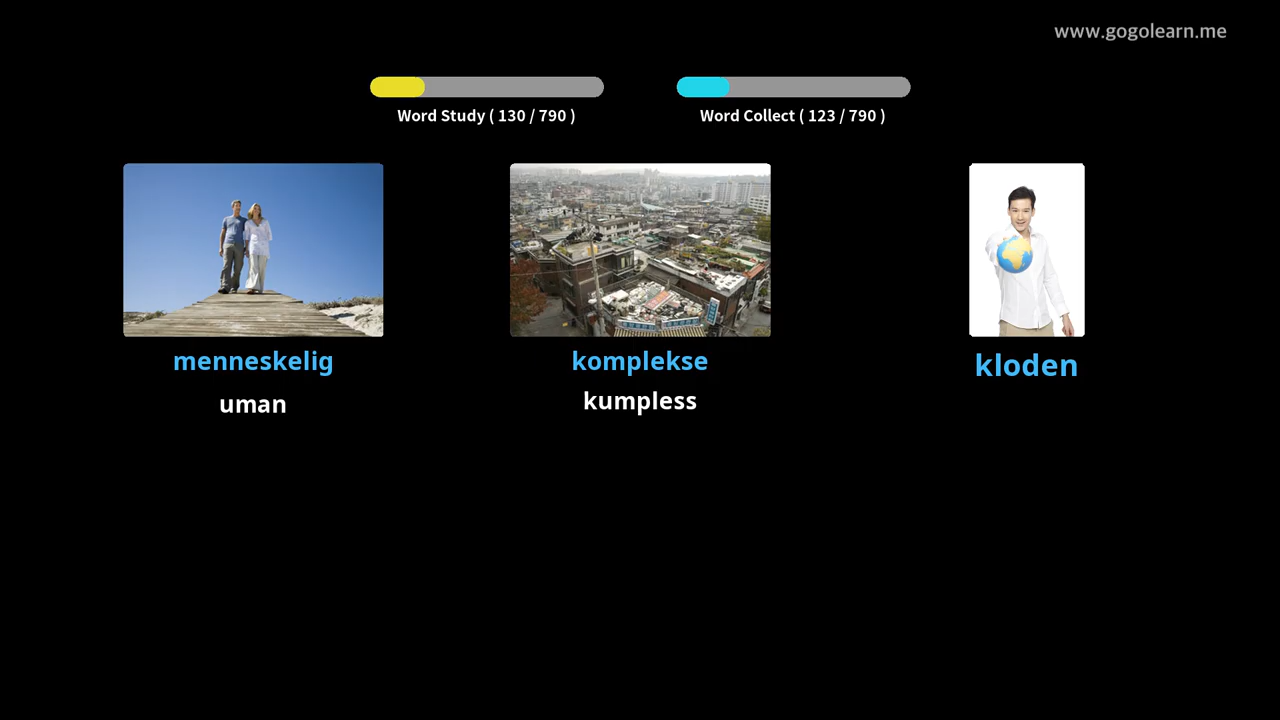 www.gogolearn.me
Word Study ( 130 / 790 )
Word Collect ( 123 / 790 )
menneskelig
komplekse
kloden
uman
kumpless